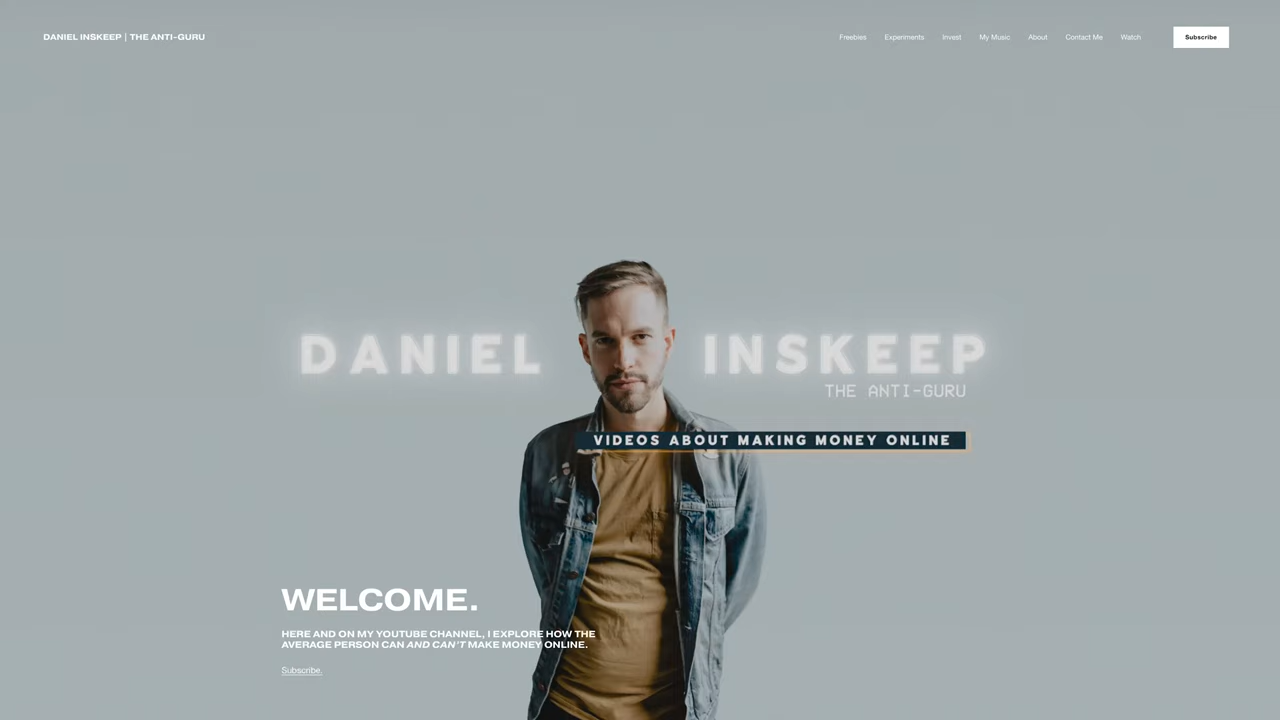 DANIEL INSKEEP | THE ANTI-GURU
Freebies Experiments Invest My Music About Contact Me Watch Subscribe
DANIEL INSKEEP
THE ANTI-GURU
VIDEOS ABOUT MAKING MONEY ONLINE
WELCOME.
HERE AND ON MY YOUTUBE CHANNEL, I EXPLORE HOW THE
AVERAGE PERSON CAN AND CAN'T MAKE MONEY ONLINE.
Subscribe.